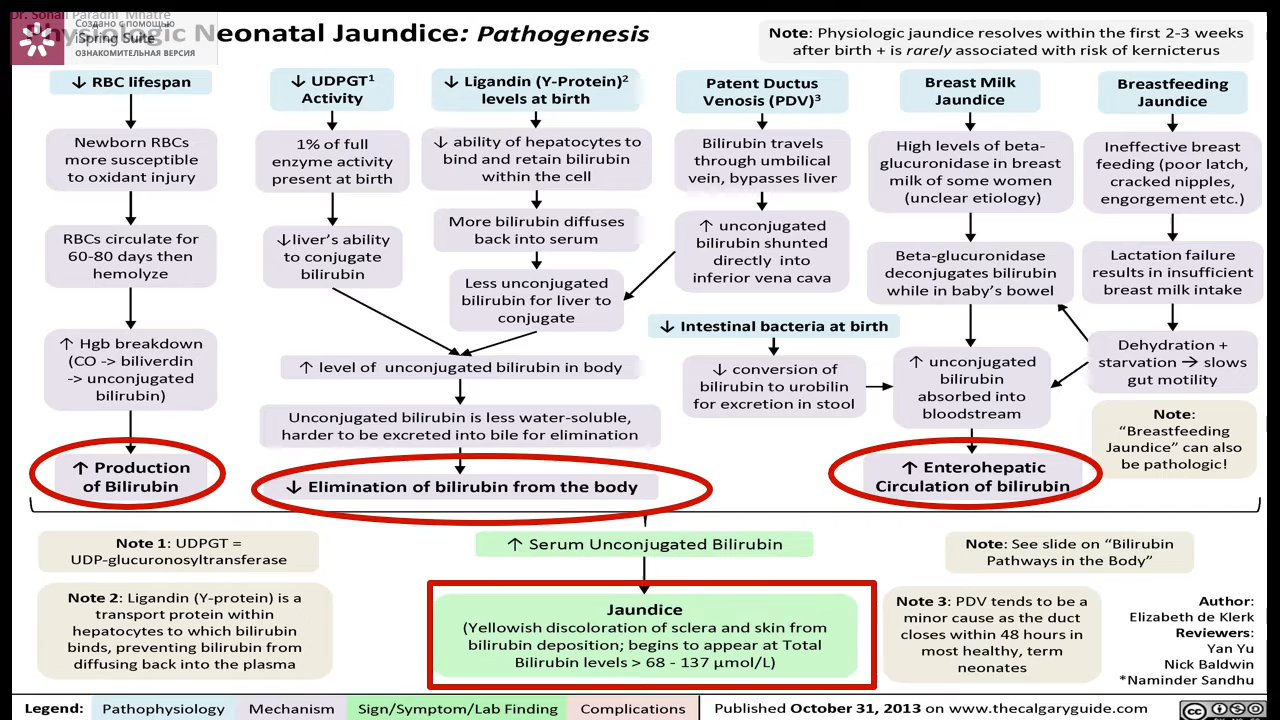 Dr. Sonali Paradhi Mhatre
Создано с помощью
iSpring Suite
ОЗНАКОМИТЕЛЬНАЯ ВЕРСИЯ
Physiologic Neonatal Jaundice: Pathogenesis
Note: Physiologic jaundice resolves within the first 2-3 weeks
after birth + is rarely associated with risk of kernicterus
↓ RBC lifespan
Newborn RBCs
more susceptible
to oxidant injury
RBCs circulate for
60-80 days then
hemolyze
↑ Hgb breakdown
(CO -> biliverdin
-> unconjugated
bilirubin)
↑ Production
of Bilirubin
↓ UDPGT¹
Activity
1% of full
enzyme activity
present at birth
↓liver’s ability
to conjugate
bilirubin
↓ Ligandin (Y-Protein)²
levels at birth
↓ ability of hepatocytes to
bind and retain bilirubin
within the cell
More bilirubin diffuses
back into serum
Less unconjugated
bilirubin for liver to
conjugate
Patent Ductus
Venosis (PDV)³
Bilirubin travels
through umbilical
vein, bypasses liver
↑ unconjugated
bilirubin shunted
directly into
inferior vena cava
↑ level of unconjugated bilirubin in body
Unconjugated bilirubin is less water-soluble,
harder to be excreted into bile for elimination
↓ Elimination of bilirubin from the body
↓ Intestinal bacteria at birth
↓ conversion of
bilirubin to urobilin
for excretion in stool
Breast Milk
Jaundice
High levels of beta-
glucuronidase in breast
milk of some women
(unclear etiology)
Beta-glucuronidase
deconjugates bilirubin
while in baby’s bowel
↑ unconjugated
bilirubin
absorbed into
bloodstream
↑ Enterohepatic
Circulation of bilirubin
Breastfeeding
Jaundice
Ineffective breast
feeding (poor latch,
cracked nipples,
engorgement etc.)
Lactation failure
results in insufficient
breast milk intake
Dehydration +
starvation → slows
gut motility
Note:
“Breastfeeding
Jaundice” can also
be pathologic!
Note 1: UDPGT =
UDP-glucuronosyltransferase
Note 2: Ligandin (Y-protein) is a
transport protein within
hepatocytes to which bilirubin
binds, preventing bilirubin from
diffusing back into the plasma
↑ Serum Unconjugated Bilirubin
Jaundice
(Yellowish discoloration of sclera and skin from
bilirubin deposition; begins to appear at Total
Bilirubin levels > 68 - 137 µmol/L)
Note: See slide on “Bilirubin
Pathways in the Body”
Note 3: PDV tends to be a
minor cause as the duct
closes within 48 hours in
most healthy, term
neonates
Author:
Elizabeth de Klerk
Reviewers:
Yan Yu
Nick Baldwin
*Naminder Sandhu
Legend: Pathophysiology Mechanism Sign/Symptom/Lab Finding Complications Published October 31, 2013 on www.thecalgaryguide.com